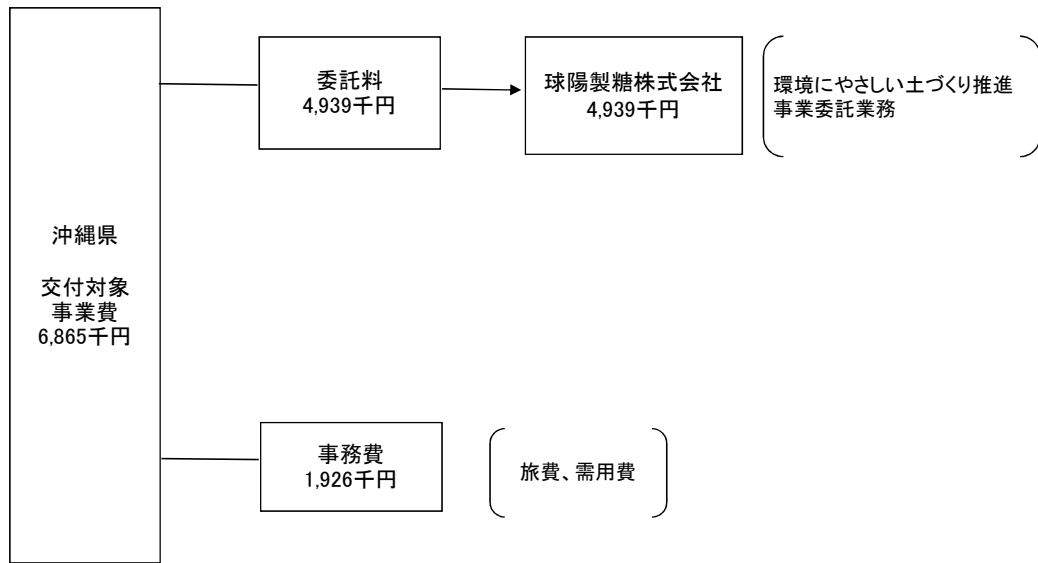 沖縄県
交付対象
事業費
6,865千円
委託料
4,939千円
球陽製糖株式会社
4,939千円
環境にやさしい土づくり推進
事業委託業務
事務費
1,926千円
旅費、需用費